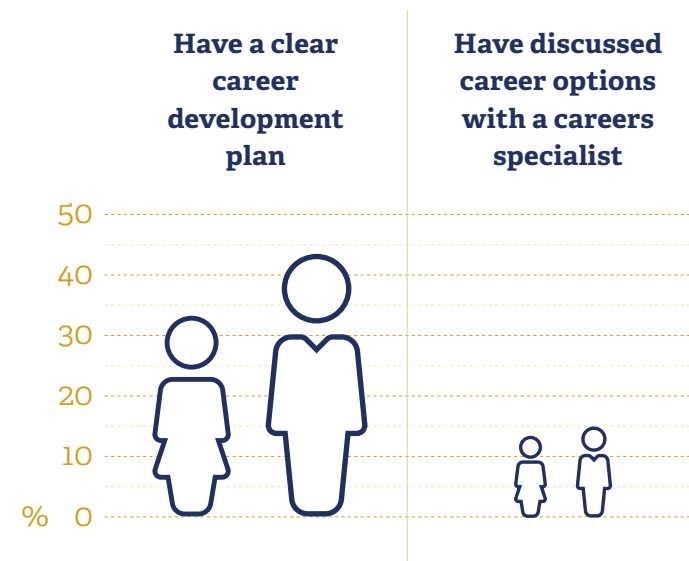 Have a clear
career
development
plan
Have discussed
career options
with a careers
specialist
50
40
30
20
10
% 0